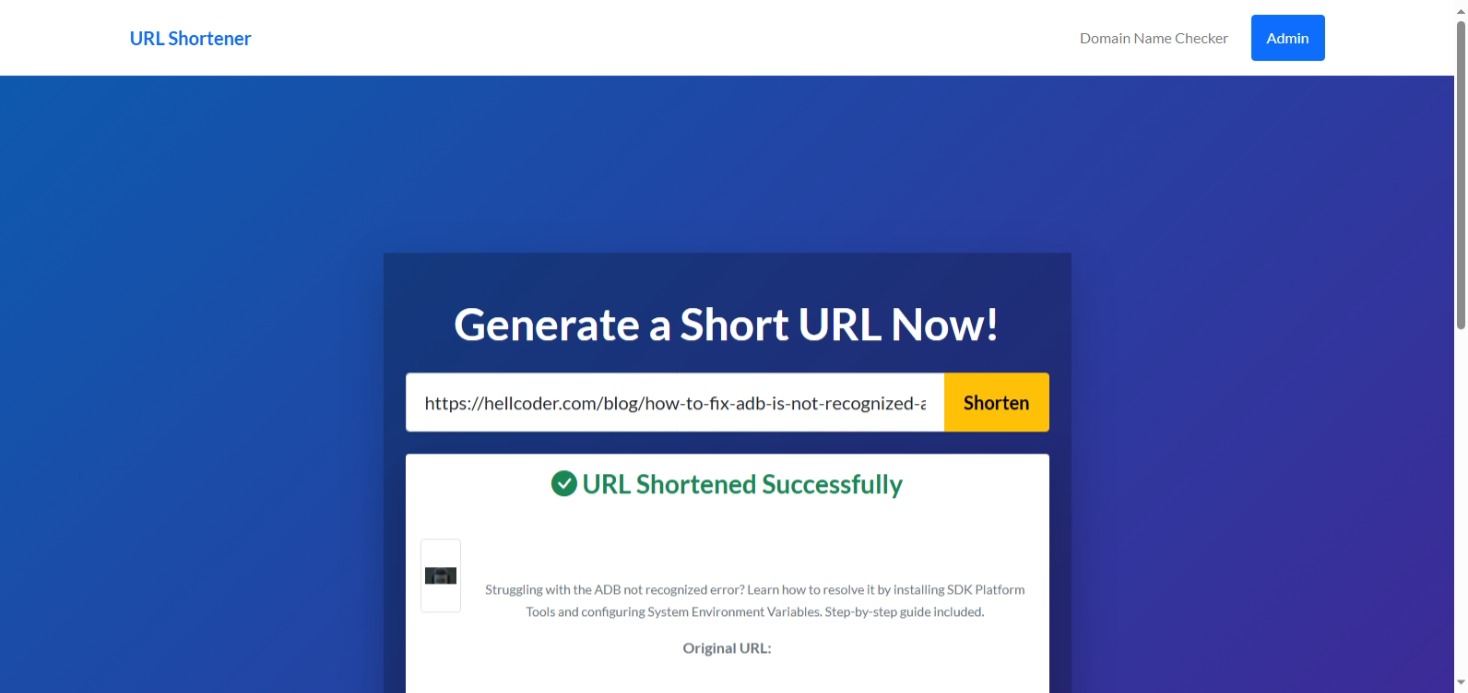 URL Shortener
Domain Name Checker
Admin
Generate a Short URL Now!
https://hellcoder.com/blog/how-to-fix-adb-is-not-recognized-a
Shorten
URL Shortened Successfully
Struggling with the ADB not recognized error? Learn how to resolve it by installing SDK Platform
Tools and configuring System Environment Variables. Step-by-step guide included.
Original URL: